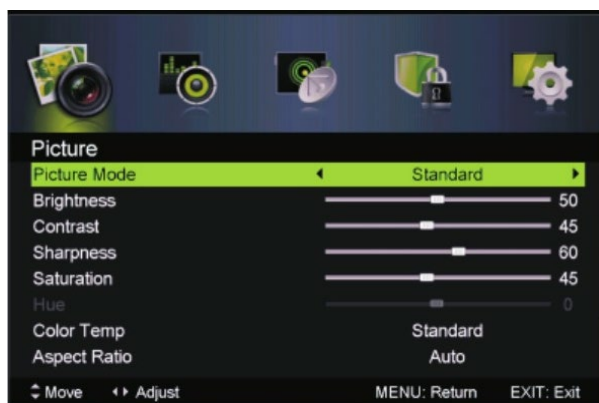 Picture
Picture Mode Standard
Brightness 50
Contrast 45
Sharpness 60
Saturation 45
Hue 0
Color Temp Standard
Aspect Ratio Auto
Move Adjust MENU: Return EXIT: Exit